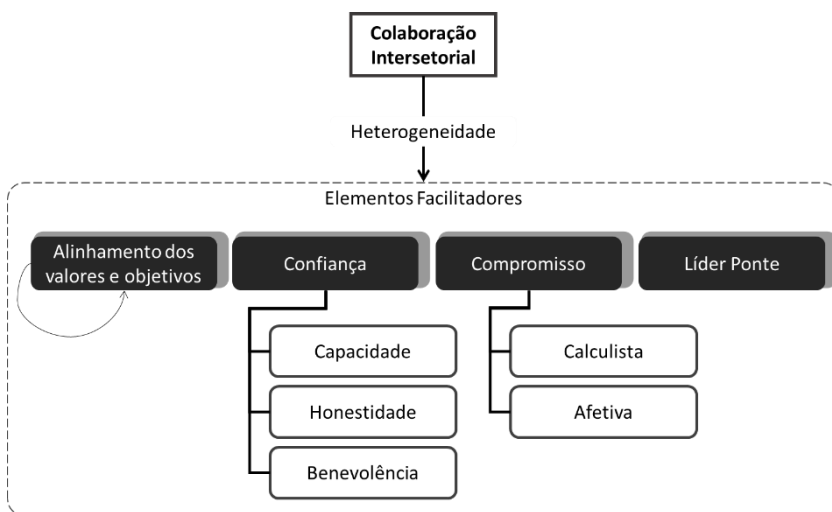 Colaboração
Intersetorial
Heterogeneidade
Elementos Facilitadores
Alinhamento dos
valores e objetivos
Confiança
Compromisso
Líder Ponte
Capacidade
Honestidade
Benevolência
Calculista
Afetiva